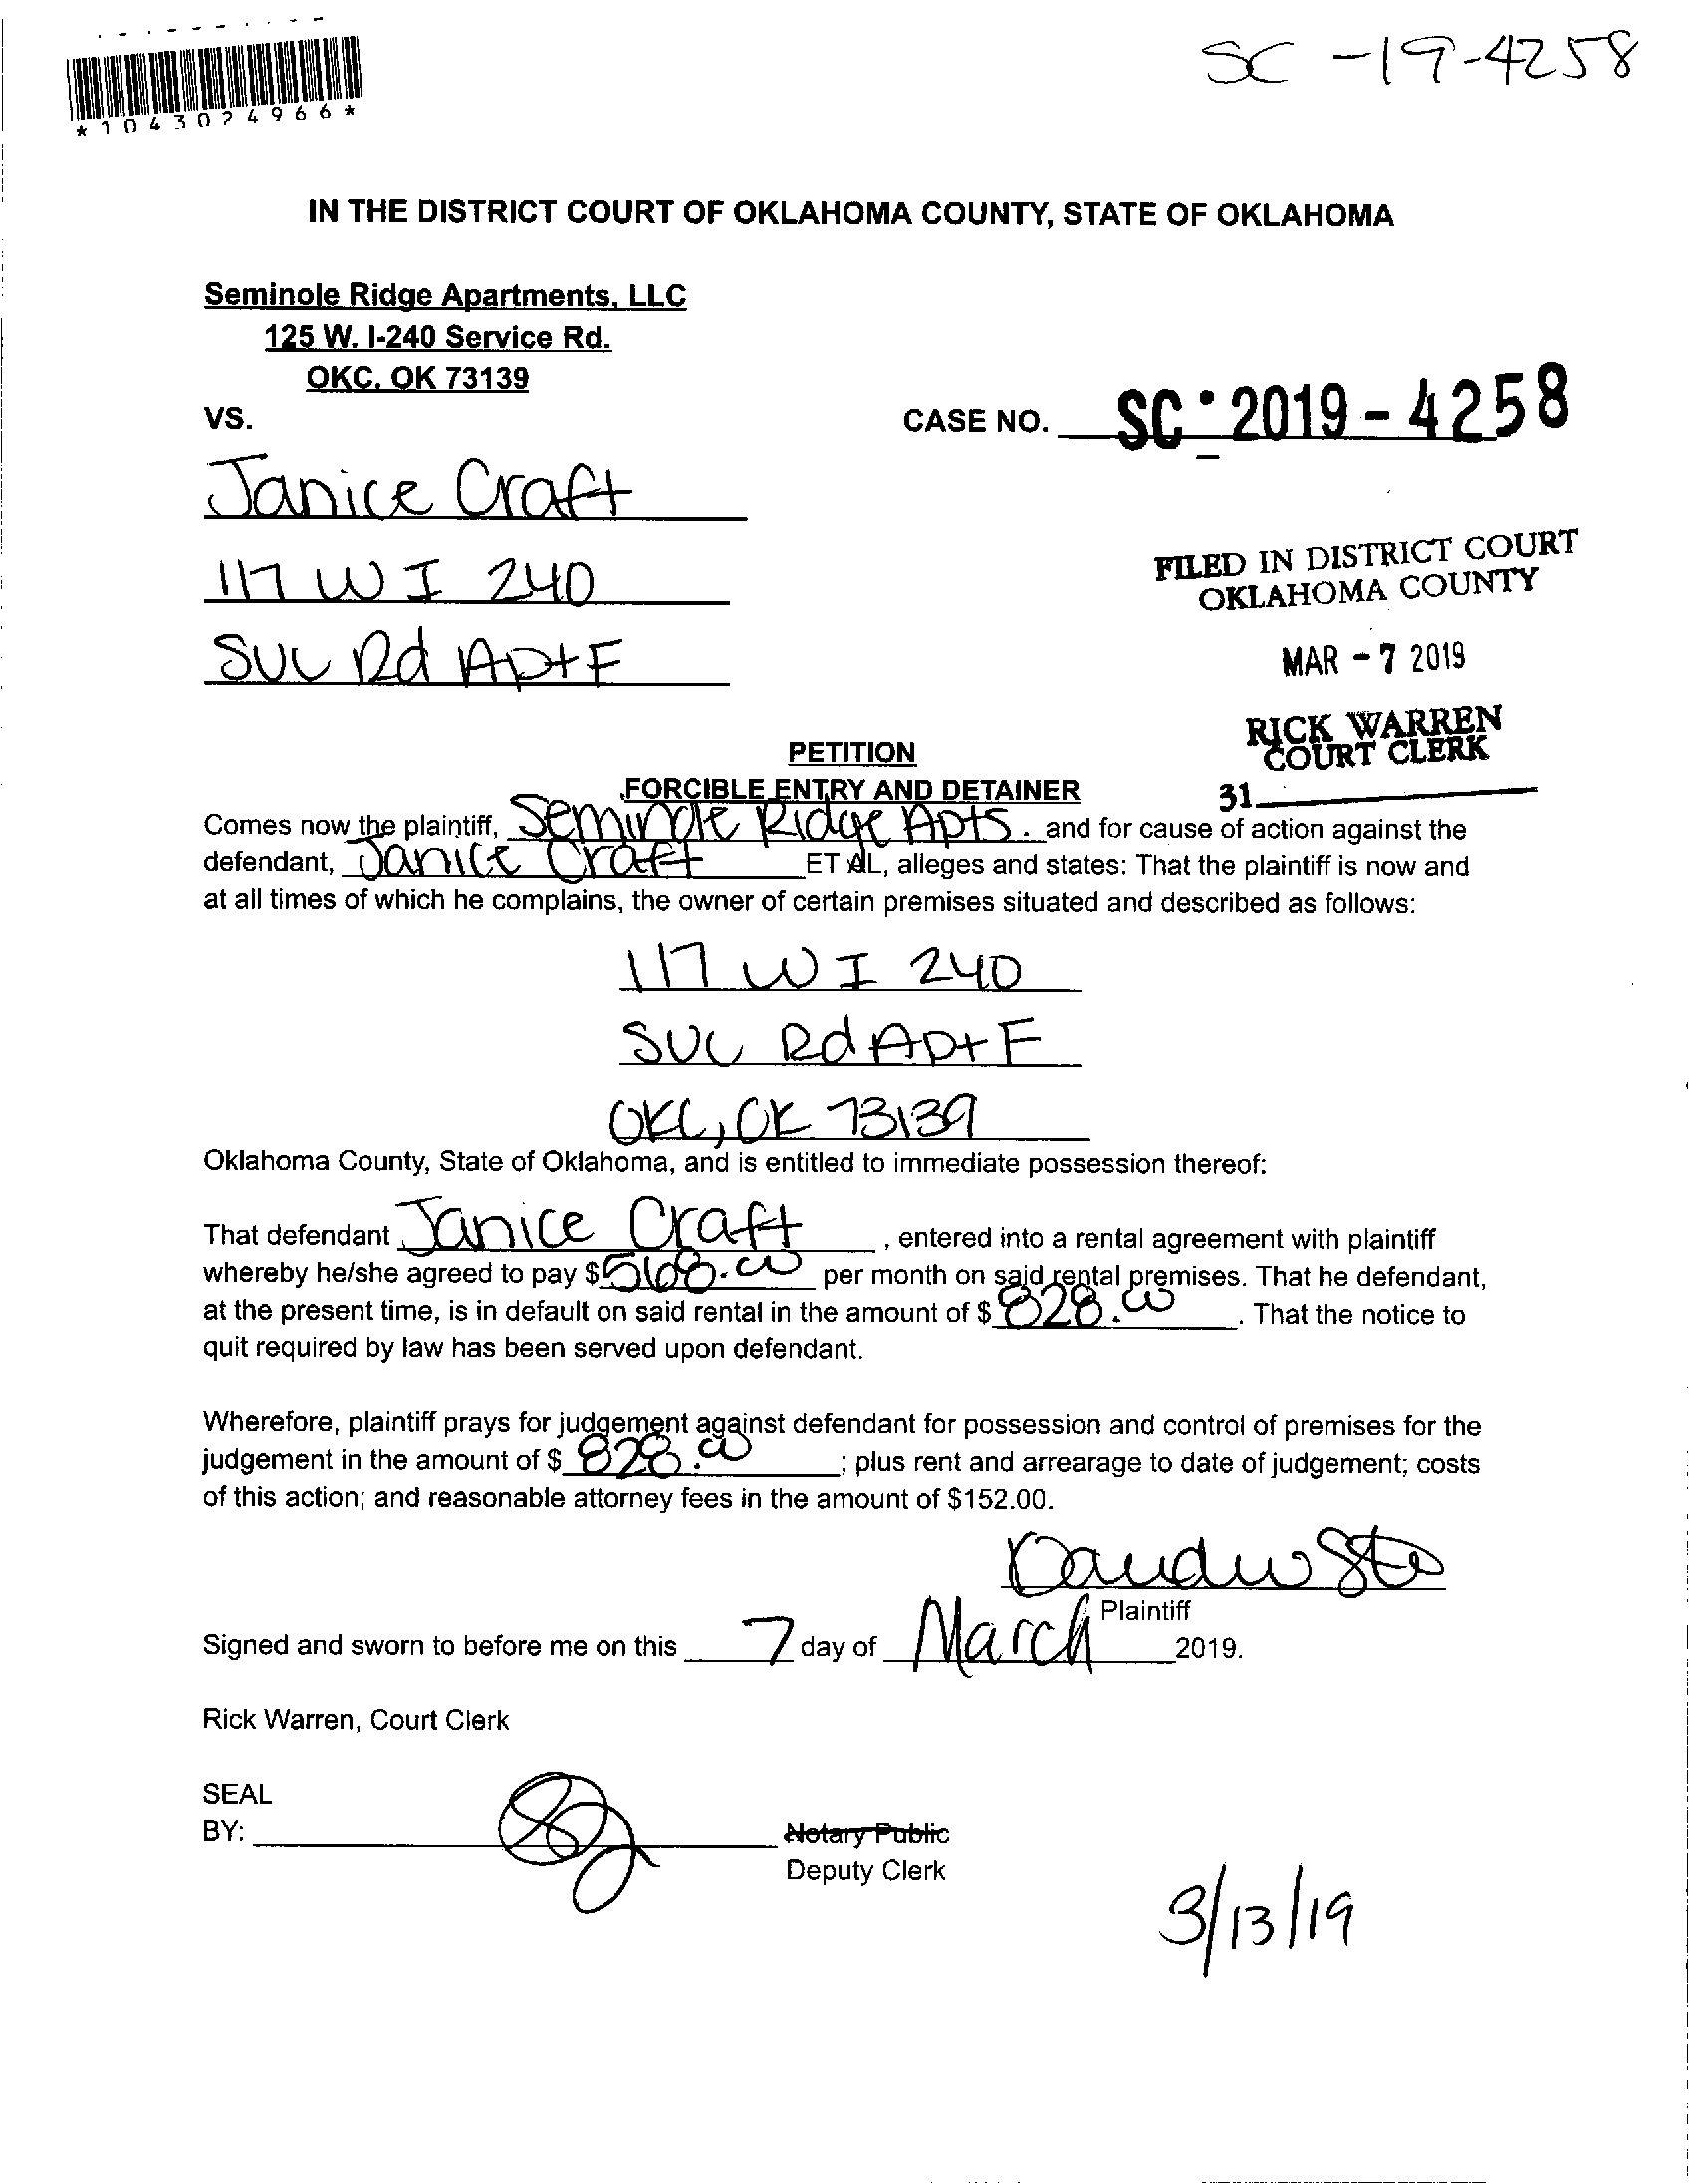 SC -19-4258
*1043024966*
IN THE DISTRICT COURT OF OKLAHOMA COUNTY, STATE OF OKLAHOMA
Seminole Ridge Apartments, LLC
125 W. I-240 Service Rd.
OKC, OK 73139
VS.
CASE NO. SC-2019-4258
Janice Craft
117 W I 240
SVC Rd Apt F
FILED IN DISTRICT COURT
OKLAHOMA COUNTY
MAR - 7 2019
RICK WARREN
COURT CLERK
31
PETITION
FORCIBLE ENTRY AND DETAINER
Comes now the plaintiff, Seminole Ridge Apts. and for cause of action against the
defendant, Janice Craft ET AL, alleges and states: That the plaintiff is now and
at all times of which he complains, the owner of certain premises situated and described as follows:
117 W I 240
SVC Rd Apt F
OKC, OK 73139
Oklahoma County, State of Oklahoma, and is entitled to immediate possession thereof:
That defendant Janice Craft, entered into a rental agreement with plaintiff
whereby he/she agreed to pay $568.00 per month on said rental premises. That he defendant,
at the present time, is in default on said rental in the amount of $828.00. That the notice to
quit required by law has been served upon defendant.
Wherefore, plaintiff prays for judgement against defendant for possession and control of premises for the
judgement in the amount of $828.00; plus rent and arrearage to date of judgement; costs
of this action; and reasonable attorney fees in the amount of $152.00.
Plaintiff
Signed and sworn to before me on this 7 day of March 2019.
Rick Warren, Court Clerk
SEAL
BY:
Notary Public
Deputy Clerk
3/13/19